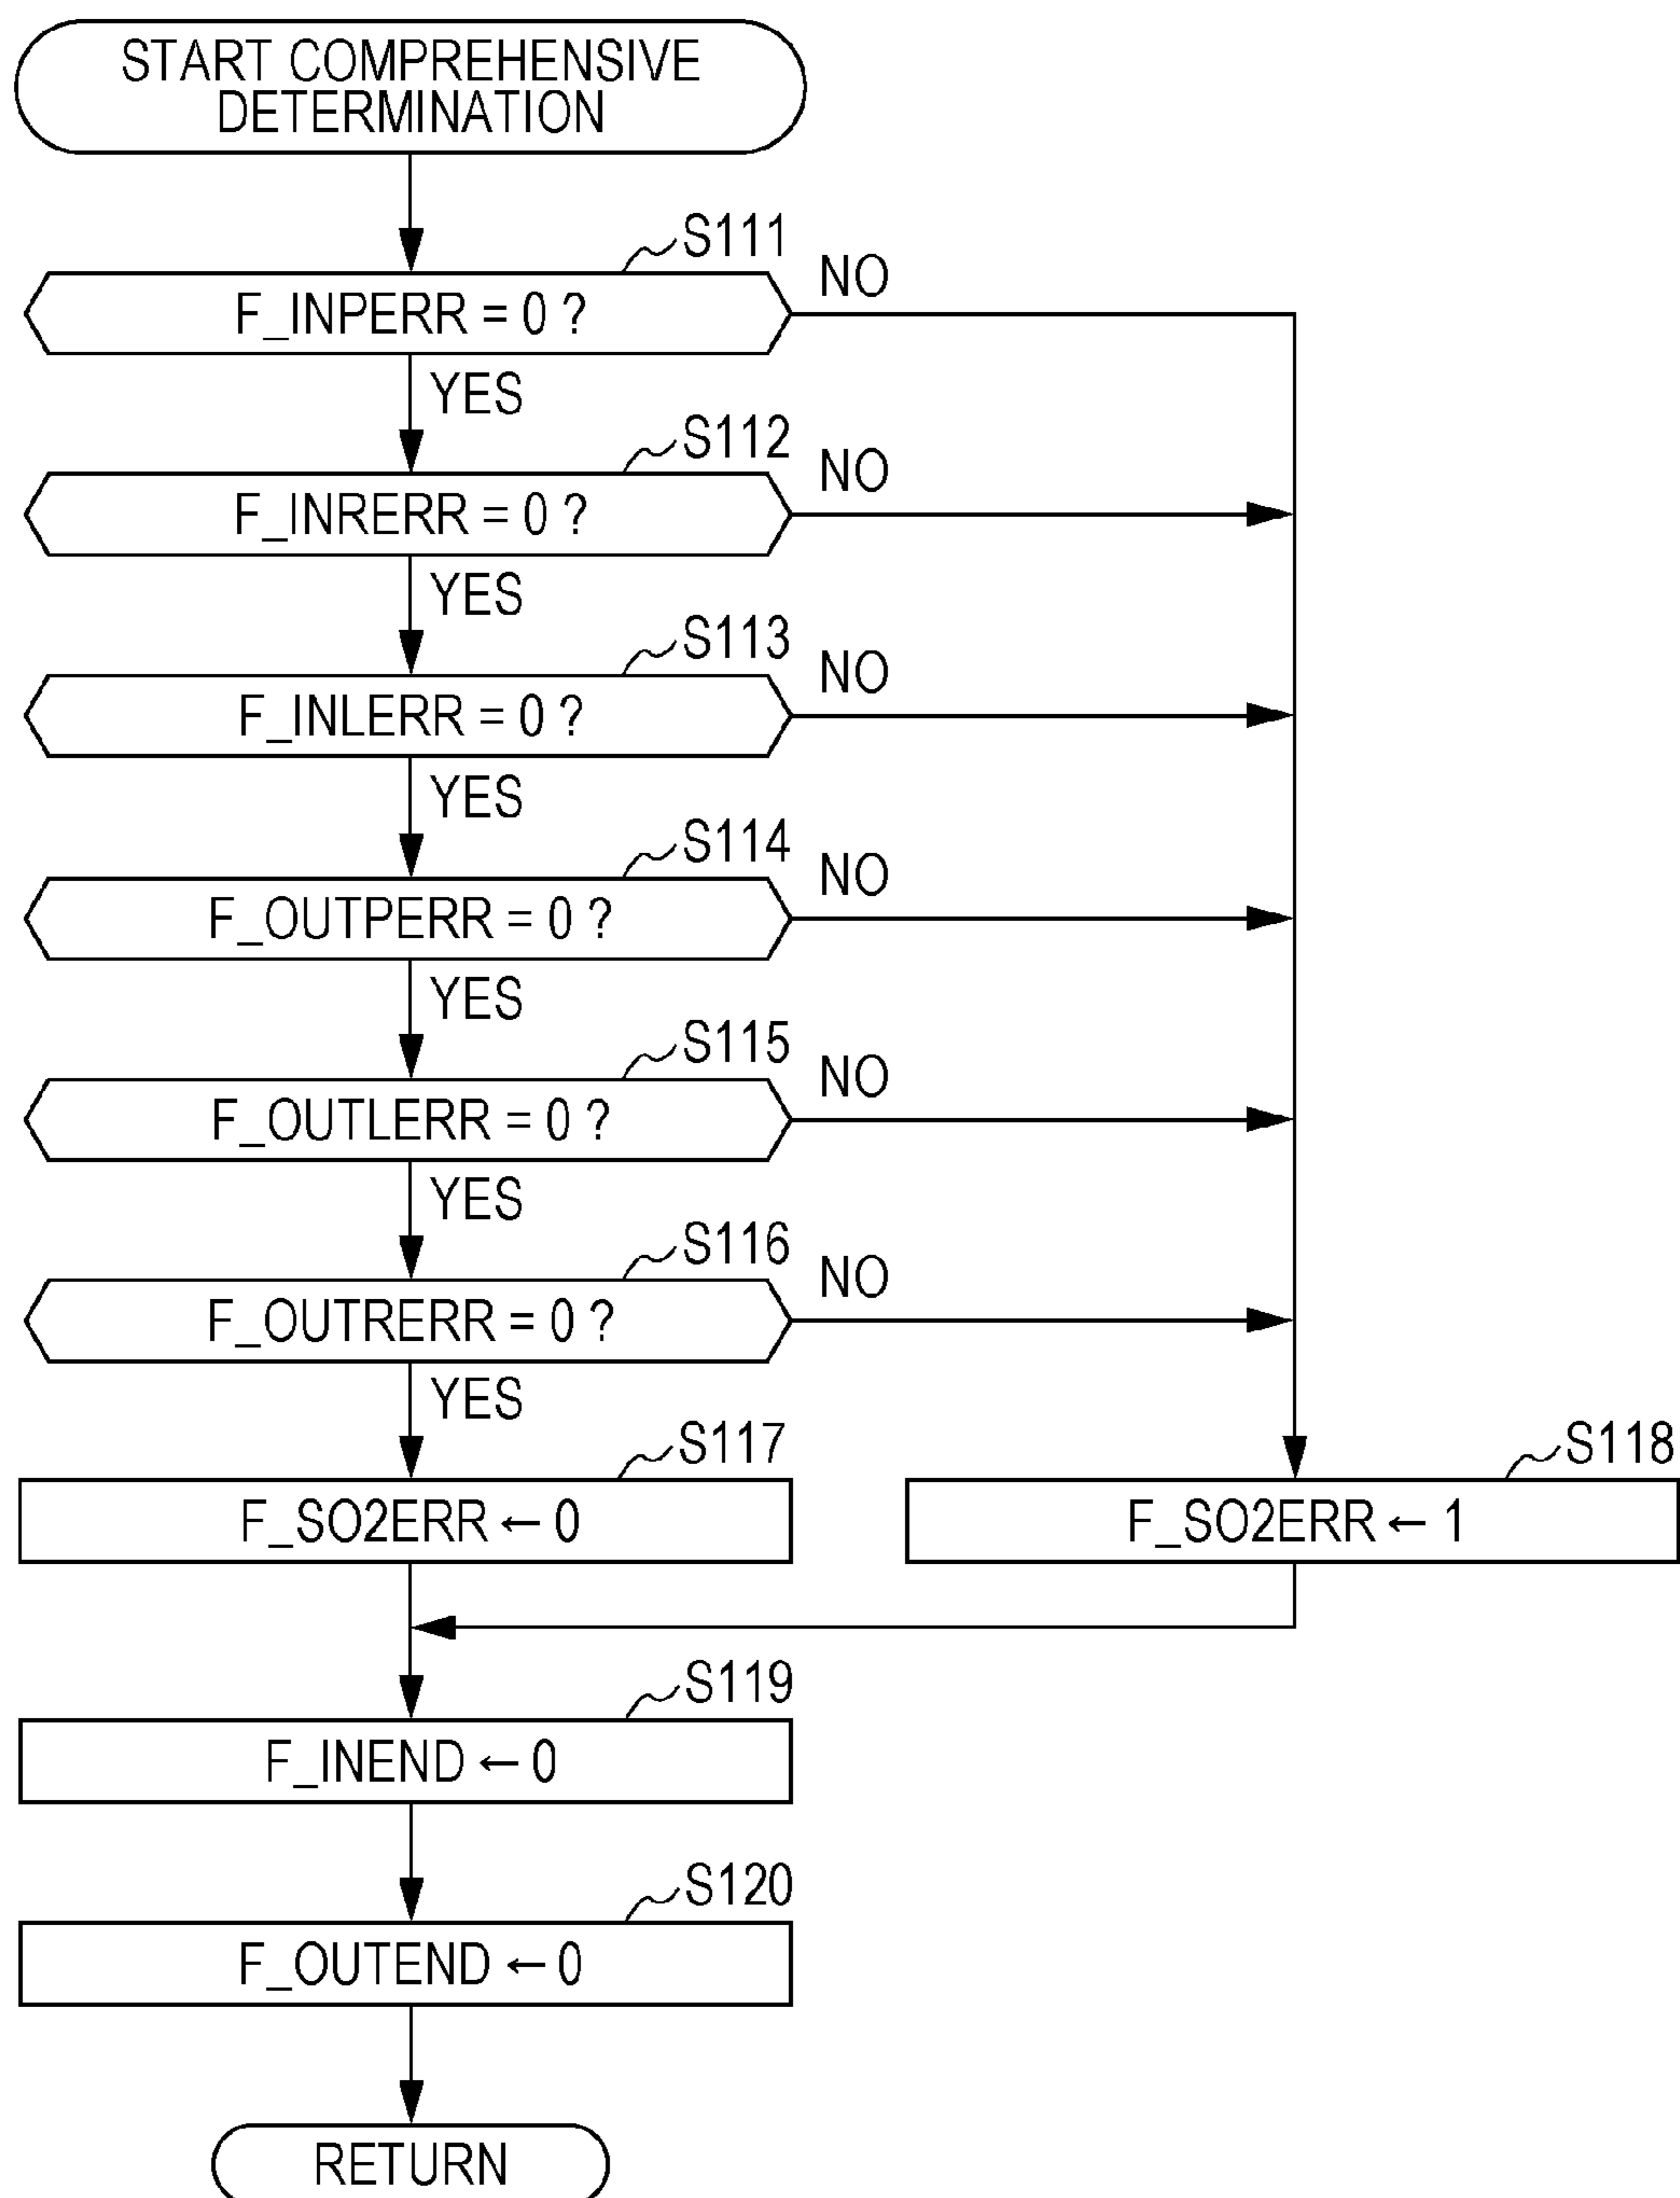 START COMPREHENSIVE
DETERMINATION
S111
F_INPERR = 0 ?
NO
YES
S112
F_INRERR = 0 ?
NO
YES
S113
F_INLERR = 0 ?
NO
YES
S114
F_OUTPERR = 0 ?
NO
YES
S115
F_OUTLERR = 0 ?
NO
YES
S116
F_OUTRERR = 0 ?
NO
YES
S117
F_SO2ERR ← 0
S118
F_SO2ERR ← 1
S119
F_INEND ← 0
S120
F_OUTEND ← 0
RETURN